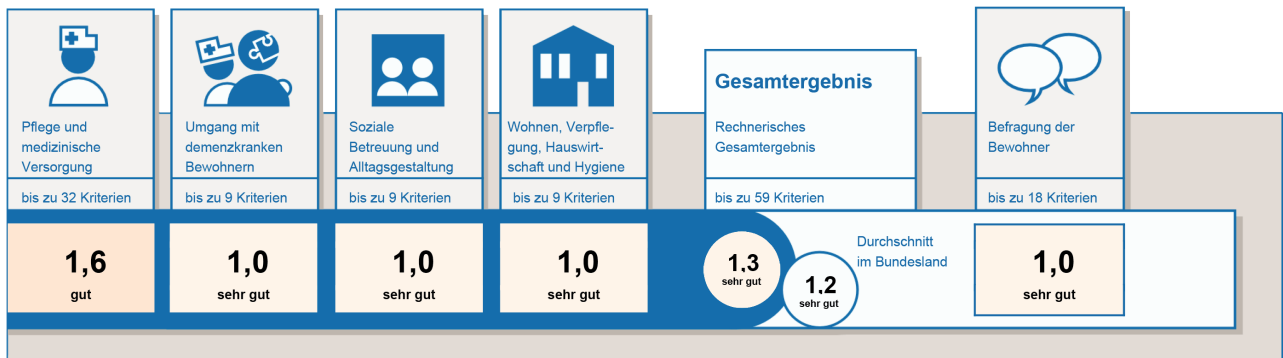 Pflege und
medizinische
Versorgung
bis zu 32 Kriterien
1,6
gut
Umgang mit
demenzkranken
Bewohnern
bis zu 9 Kriterien
1,0
sehr gut
Soziale
Betreuung und
Alltagsgestaltung
bis zu 9 Kriterien
1,0
sehr gut
Wohnen, Verpfle-
gung, Hauswirt-
schaft und Hygiene
bis zu 9 Kriterien
1,0
sehr gut
Gesamtergebnis
Rechnerisches
Gesamtergebnis
bis zu 59 Kriterien
1,3
sehr gut
1,2
sehr gut
Durchschnitt
im Bundesland
Befragung der
Bewohner
bis zu 18 Kriterien
1,0
sehr gut